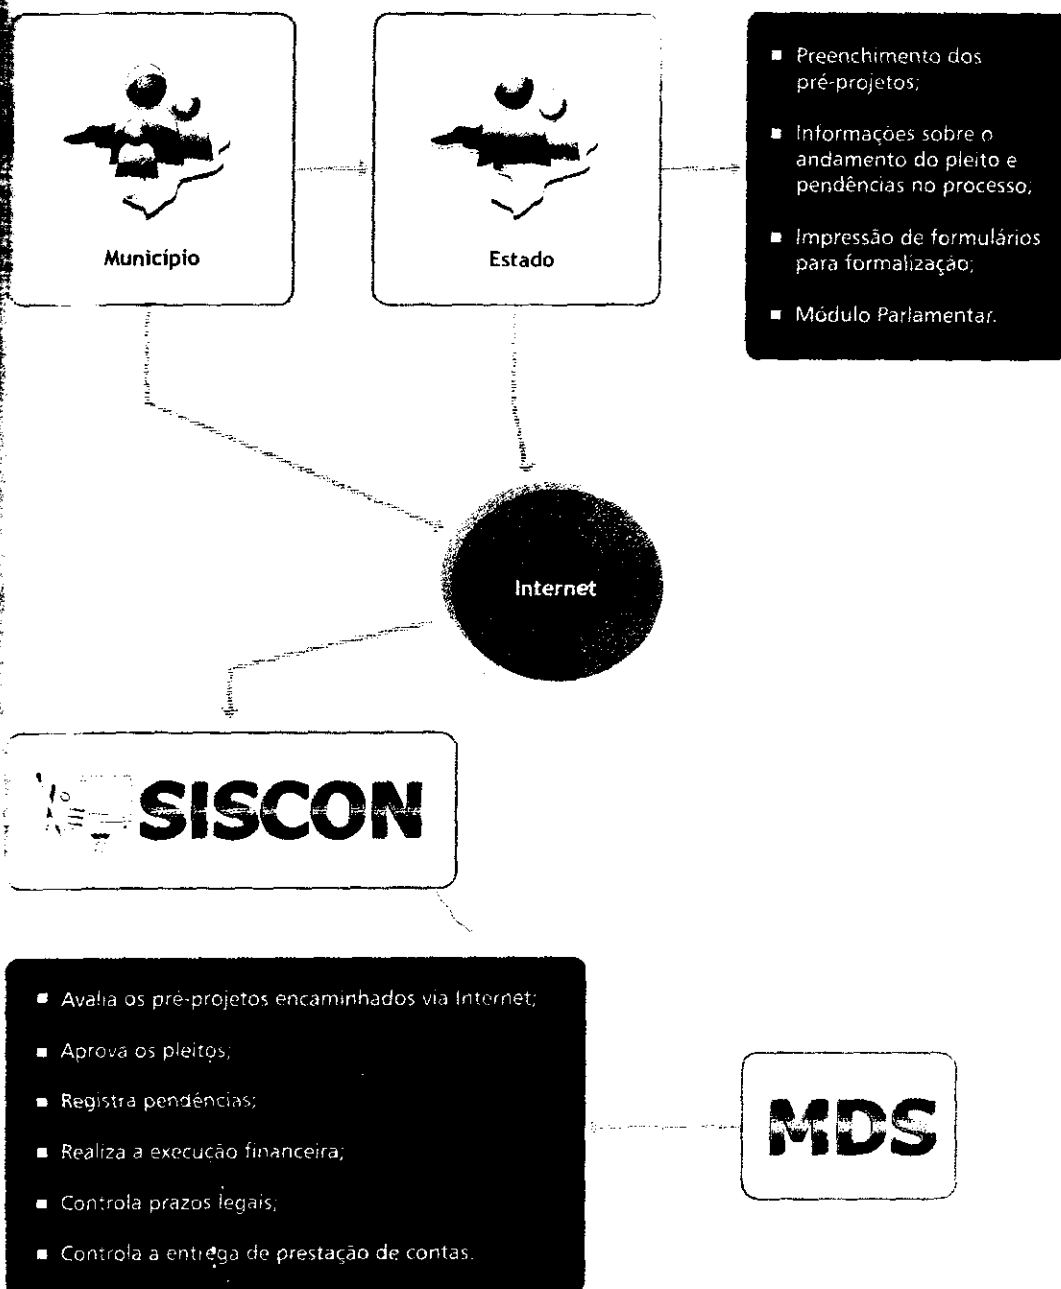 Município
Estado
■ Preenchimento dos
pré-projetos;
■ Informações sobre o
andamento do pleito e
pendências no processo;
■ Impressão de formulários
para formalização;
■ Módulo Parlamentar.
Internet
SISCON
■ Avalia os pré-projetos encaminhados via Internet;
■ Aprova os pleitos;
■ Registra pendências;
■ Realiza a execução financeira;
■ Controla prazos legais;
■ Controla a entrega de prestação de contas.
MDS